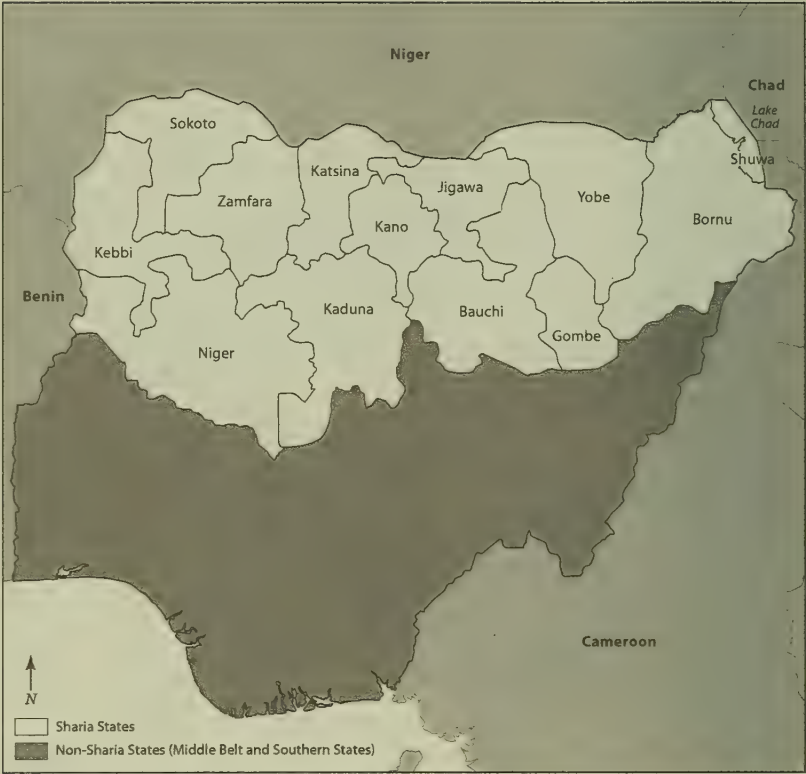 Niger
Chad
Lake
Chad
Sokoto
Shuwa
Katsina
Jigawa
Zamfara
Yobe
Kano
Bornu
Kebbi
Benin
Kaduna
Bauchi
Gombe
Niger
Cameroon
N
Sharia States
Non-Sharia States (Middle Belt and Southern States)